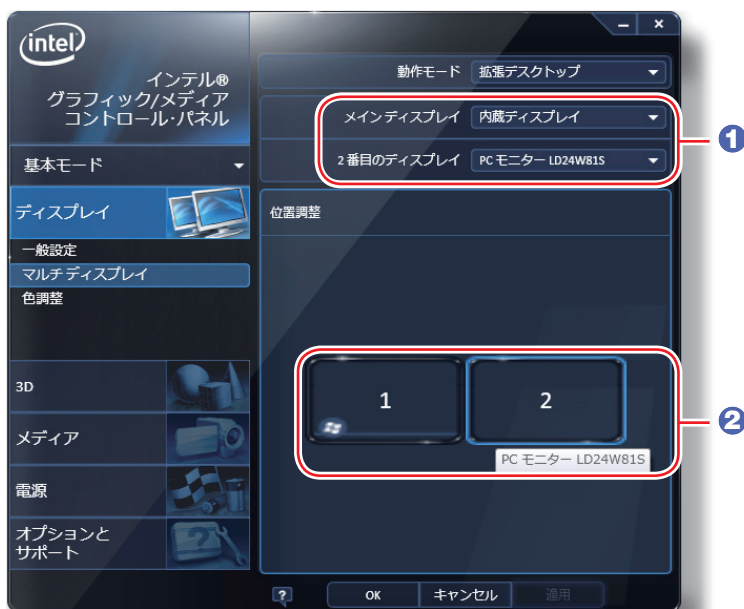 intel
インテル®
グラフィック/メディア
コントロール・パネル
基本モード
ディスプレイ
一般設定
マルチ ディスプレイ
色調整
3D
メディア
電源
オプションと
サポート
動作モード 拡張デスクトップ
メイン ディスプレイ 内蔵ディスプレイ
2 番目のディスプレイ PC モニター LD24W81S
1
位置調整
1
2
PC モニター LD24W81S
2
?
OK キャンセル 適用